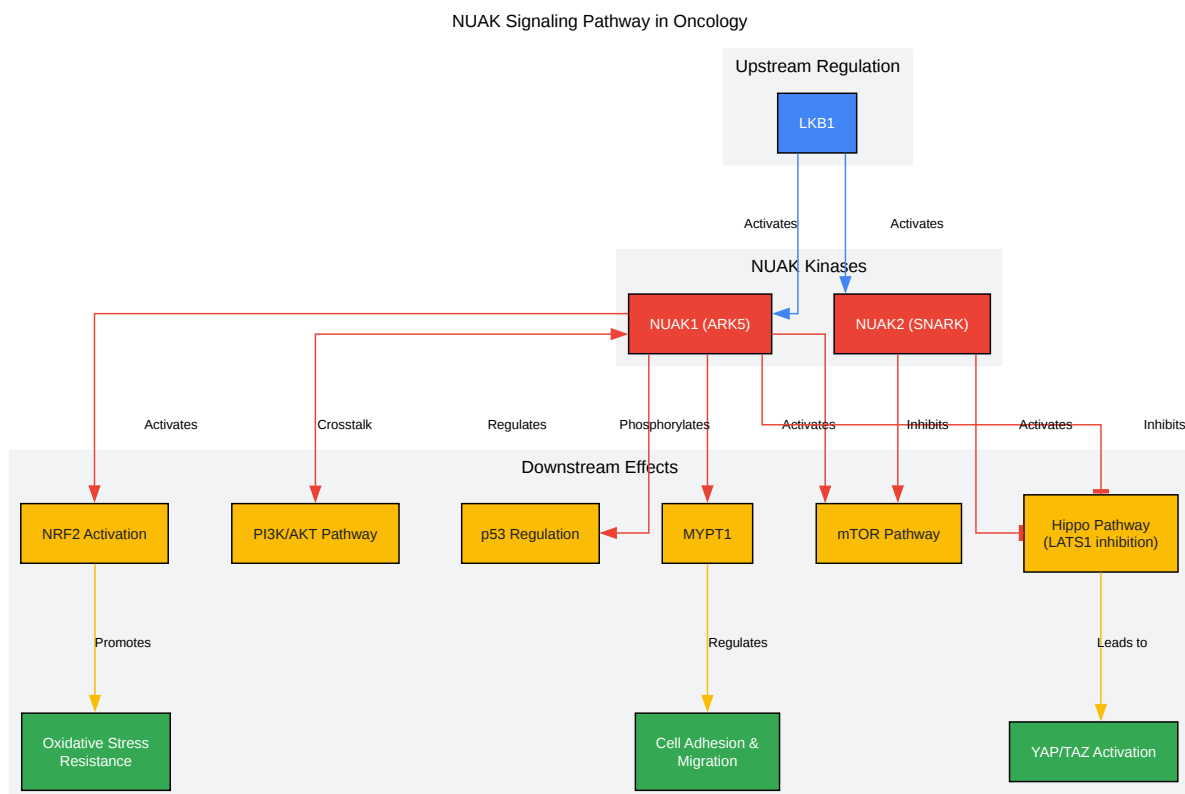 NUAK Signaling Pathway in Oncology
Upstream Regulation
LKB1
Activates
Activates
NUAK Kinases
NUAK1 (ARK5)
NUAK2 (SNARK)
Activates
Crosstalk
Regulates
Phosphorylates
Activates
Inhibits
Activates
Inhibits
Downstream Effects
NRF2 Activation
PI3K/AKT Pathway
p53 Regulation
MYPT1
mTOR Pathway
Hippo Pathway
(LATS1 inhibition)
Promotes
Regulates
Leads to
Oxidative Stress
Resistance
Cell Adhesion &
Migration
YAP/TAZ Activation